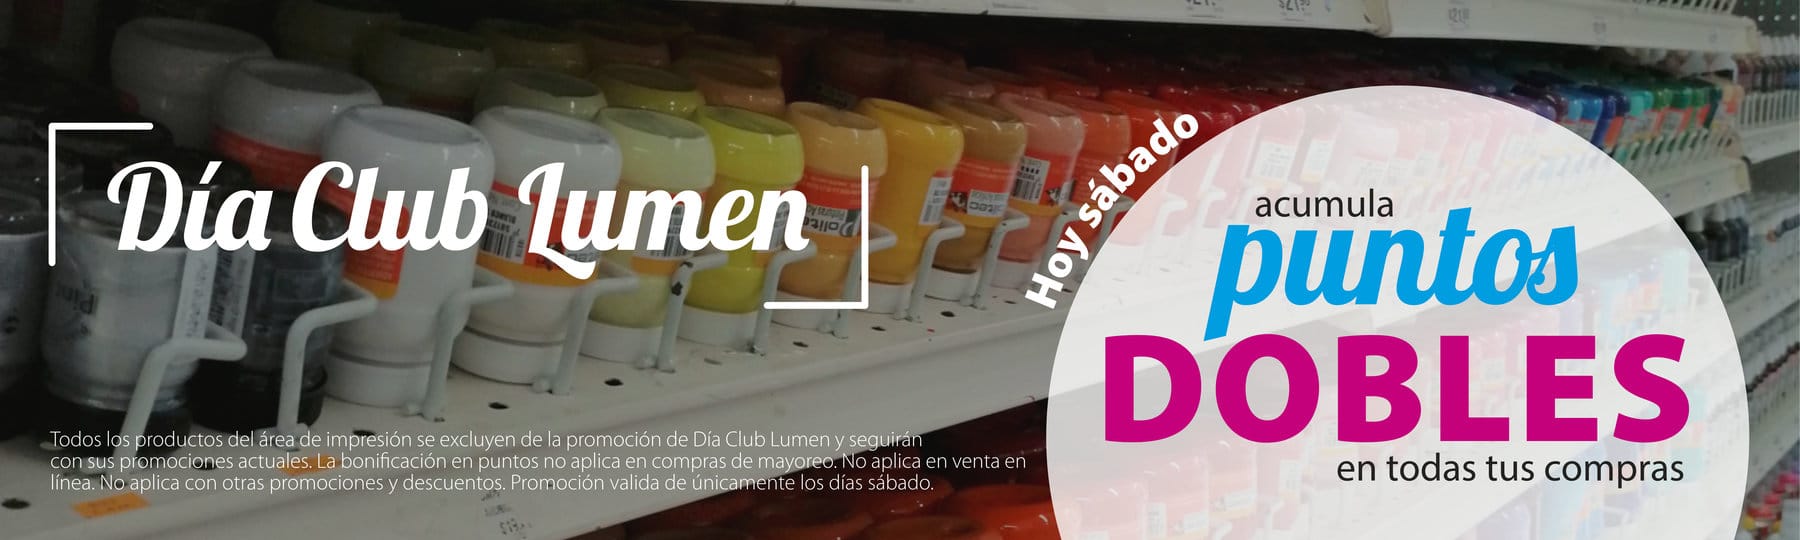 Día Club Lumen
Hoy sábado
acumula
puntos
DOBLES
en todas tus compras
Todos los productos del área de impresión se excluyen de la promoción de Día Club Lumen y seguirán
con sus promociones actuales. La bonificación en puntos no aplica en compras de mayoreo. No aplica en venta en
línea. No aplica con otras promociones y descuentos. Promoción valida de únicamente los días sábado.